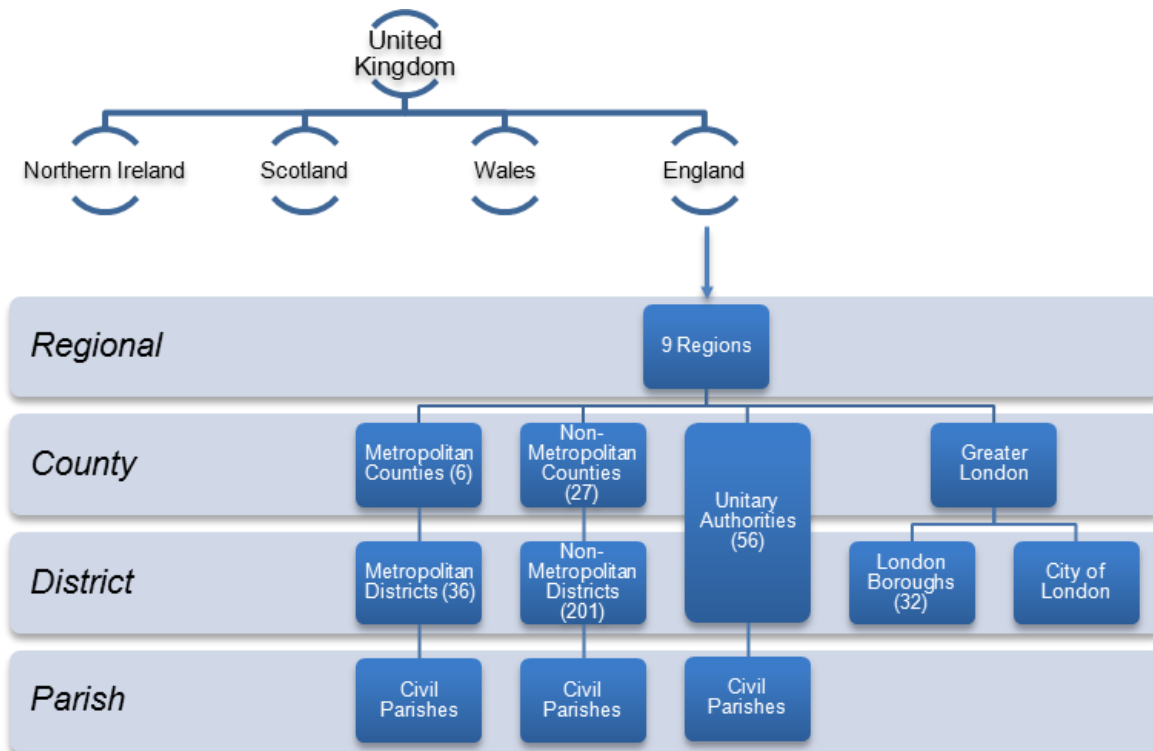 United
Kingdom
Northern Ireland
Scotland
Wales
England
Regional
9 Regions
County
Metropolitan
Counties (6)
Non-
Metropolitan
Counties
(27)
Unitary
Authorities
(56)
Greater
London
District
Metropolitan
Districts (36)
Non-
Metropolitan
Districts
(201)
London
Boroughs
(32)
City of
London
Parish
Civil
Parishes
Civil
Parishes
Civil
Parishes